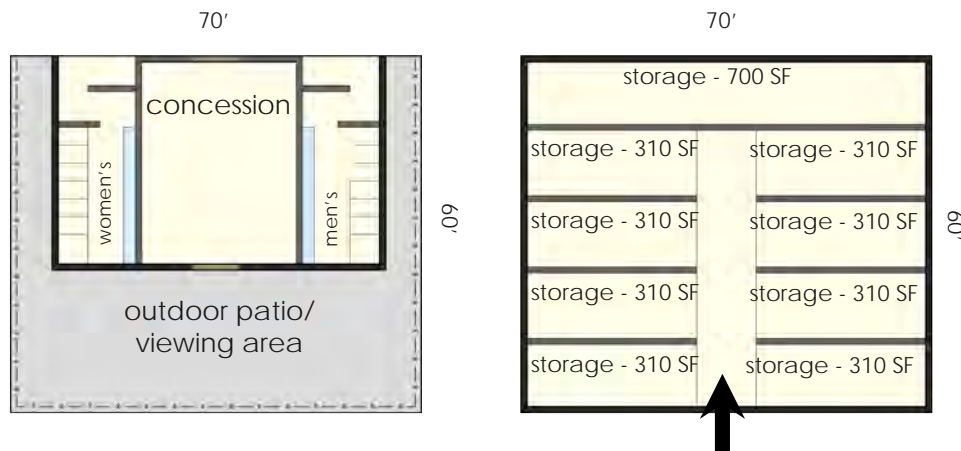 70'
70'
concession
women's
men's
outdoor patio/
viewing area
60'
storage - 700 SF
storage - 310 SF
storage - 310 SF
storage - 310 SF
storage - 310 SF
storage - 310 SF
storage - 310 SF
storage - 310 SF
storage - 310 SF
60'